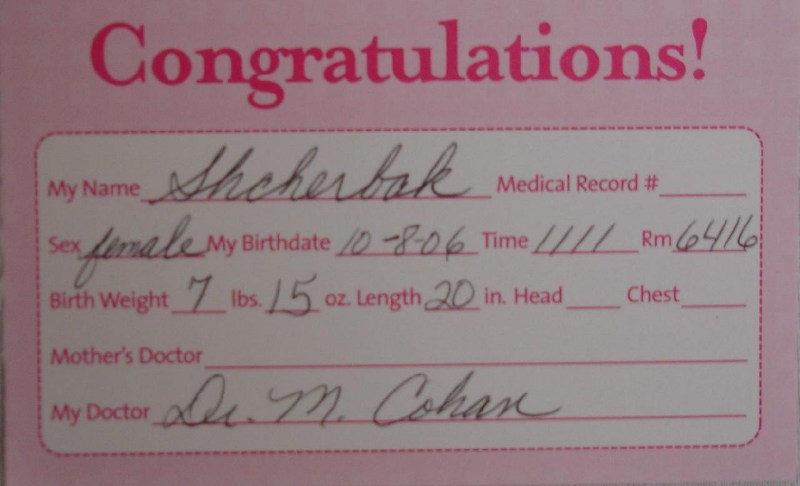 Congratulations!
My Name Shcherbak Medical Record #
Sex female My Birthdate 10-8-06 Time 1111 Rm 6416
Birth Weight 7 lbs. 15 oz. Length 20 in. Head Chest
Mother's Doctor
My Doctor Dr. M. Cohan